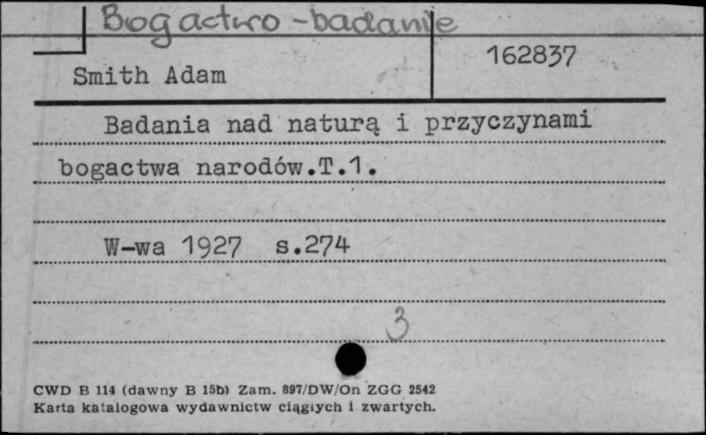 Bogactwo - badanie
162837
Smith Adam
Badania nad naturą i przyczynami
bogactwa narodów.T.1.
W-wa 1927 s.274
3
CWD B 114 (dawny B 15b) Zam. 897/DW/On ZGG 2542
Karta katalogowa wydawnictw ciągłych i zwartych.